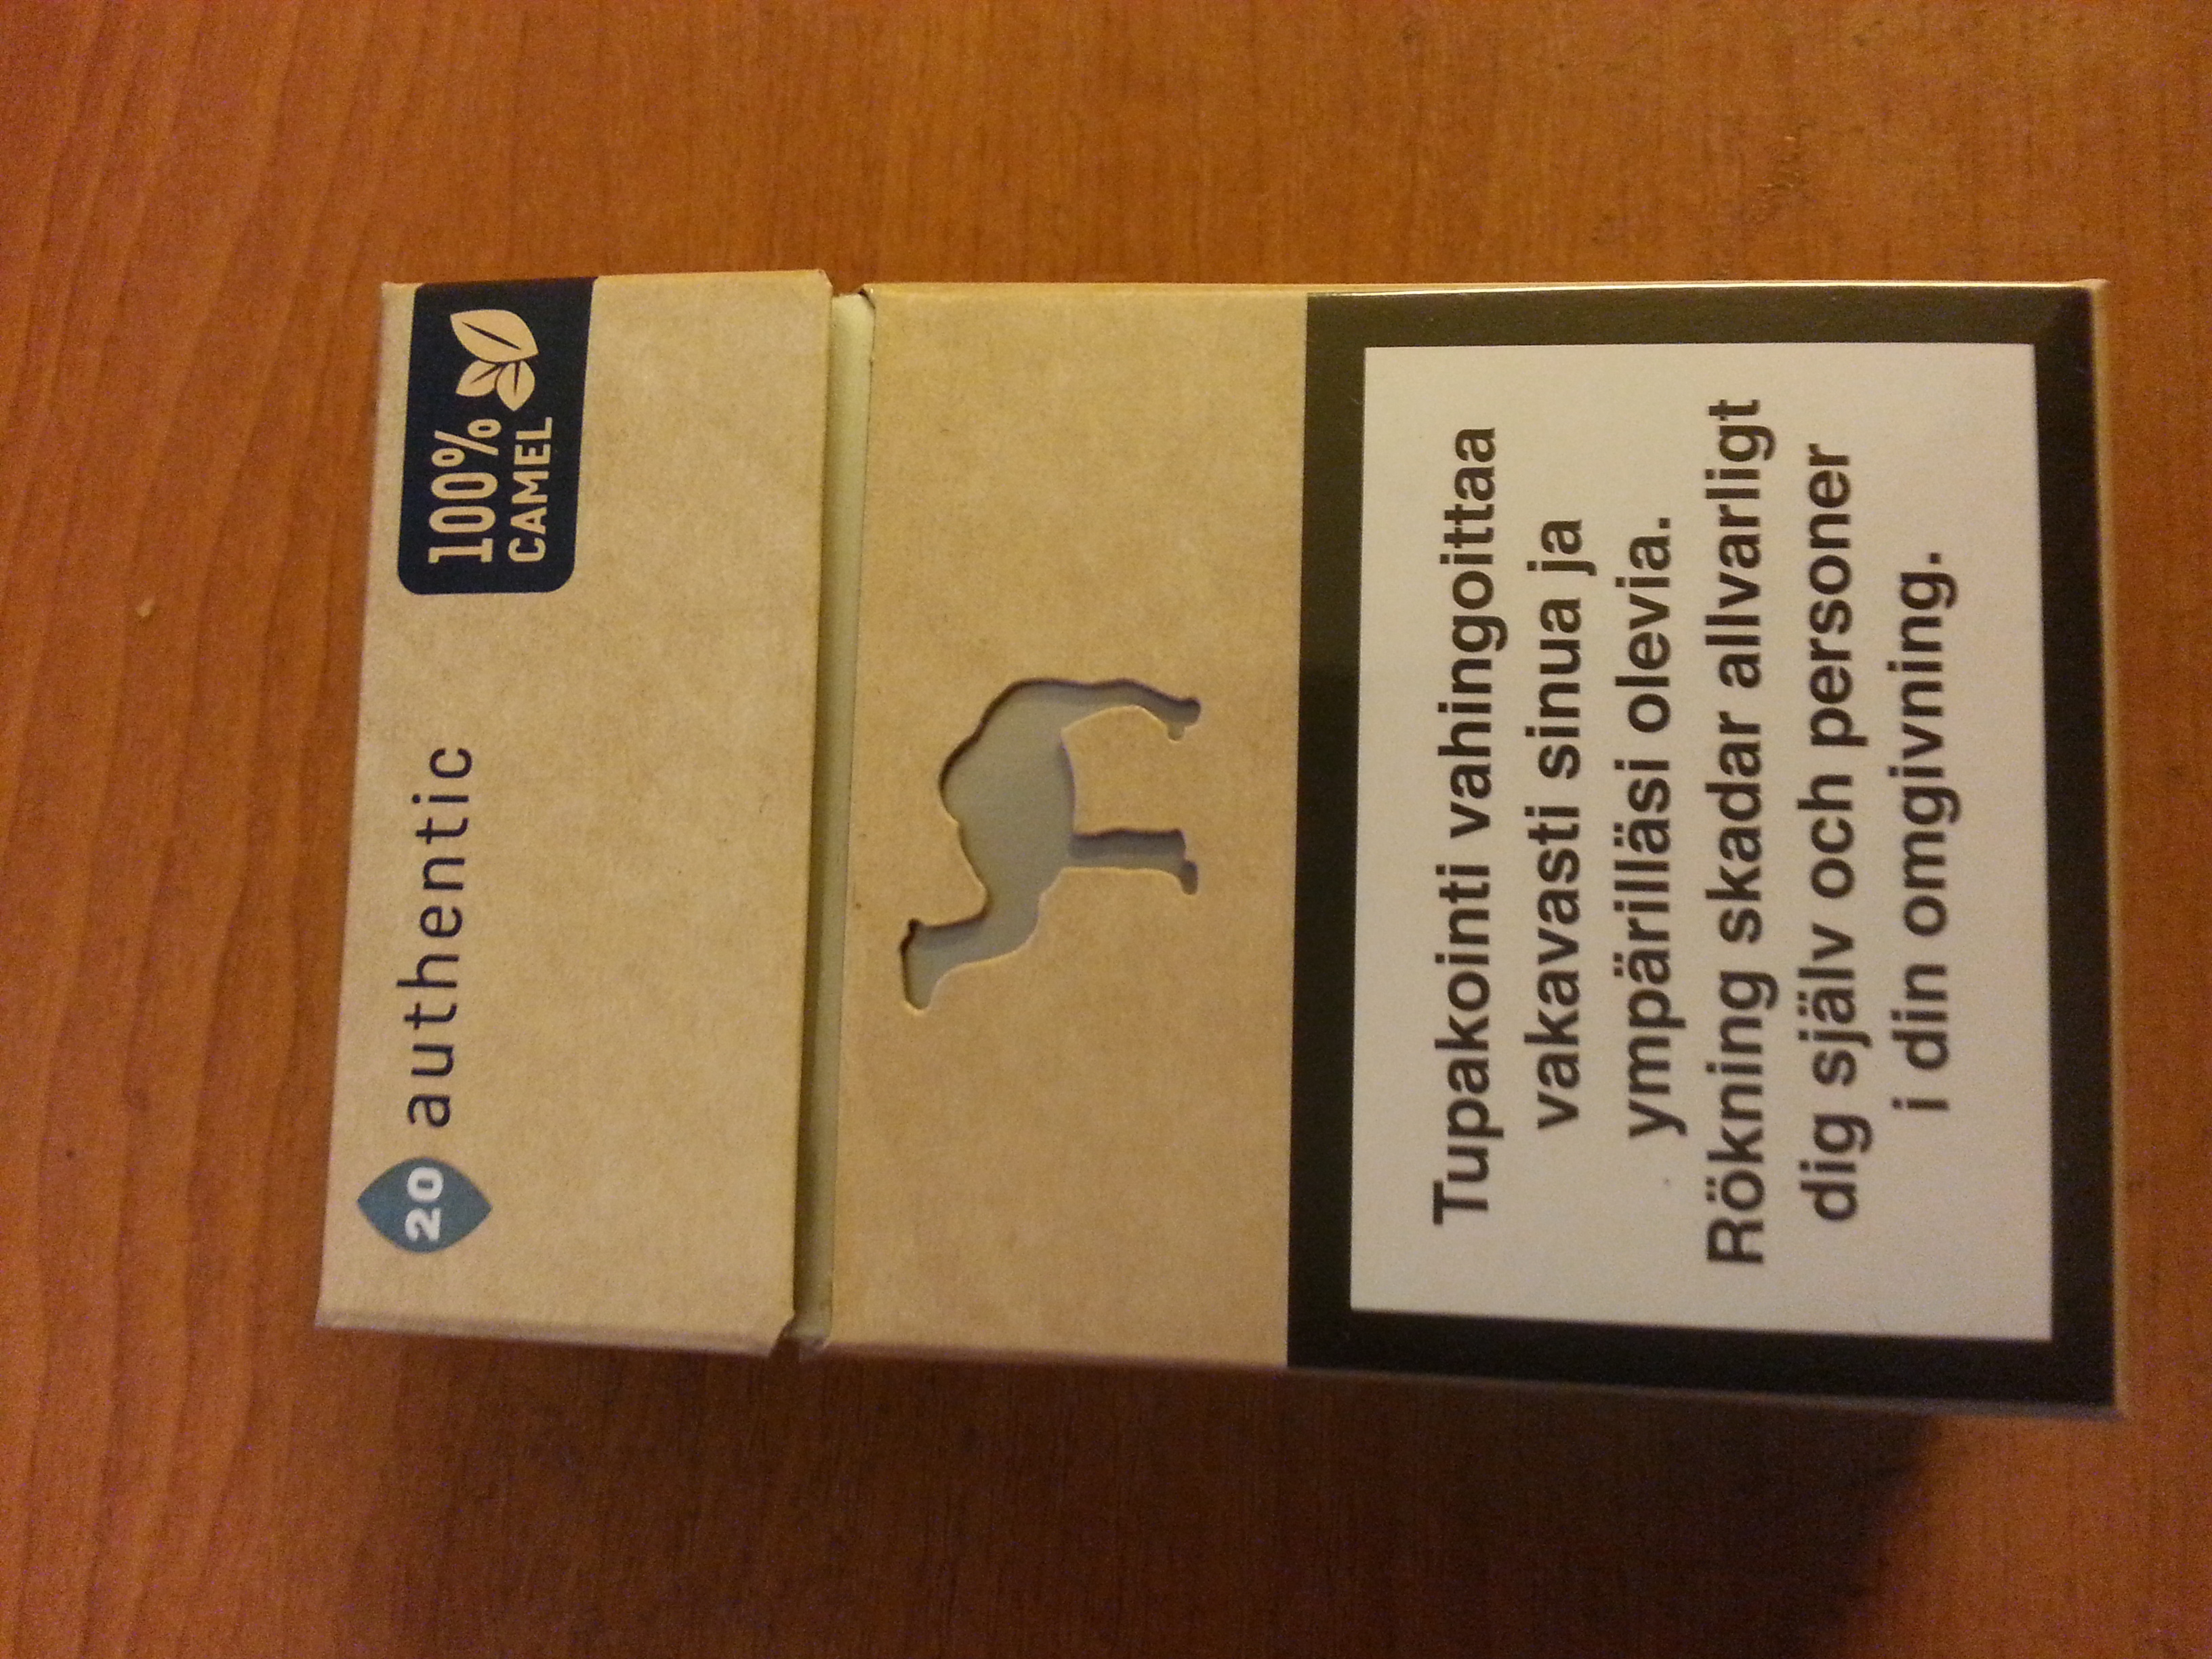 20 authentic
100%
CAMEL
Tupakointi vahingoittaa
vakavasti sinua ja
ympärilläsi olevia.
Rökning skadar allvarligt
dig själv och personer
i din omgivning.